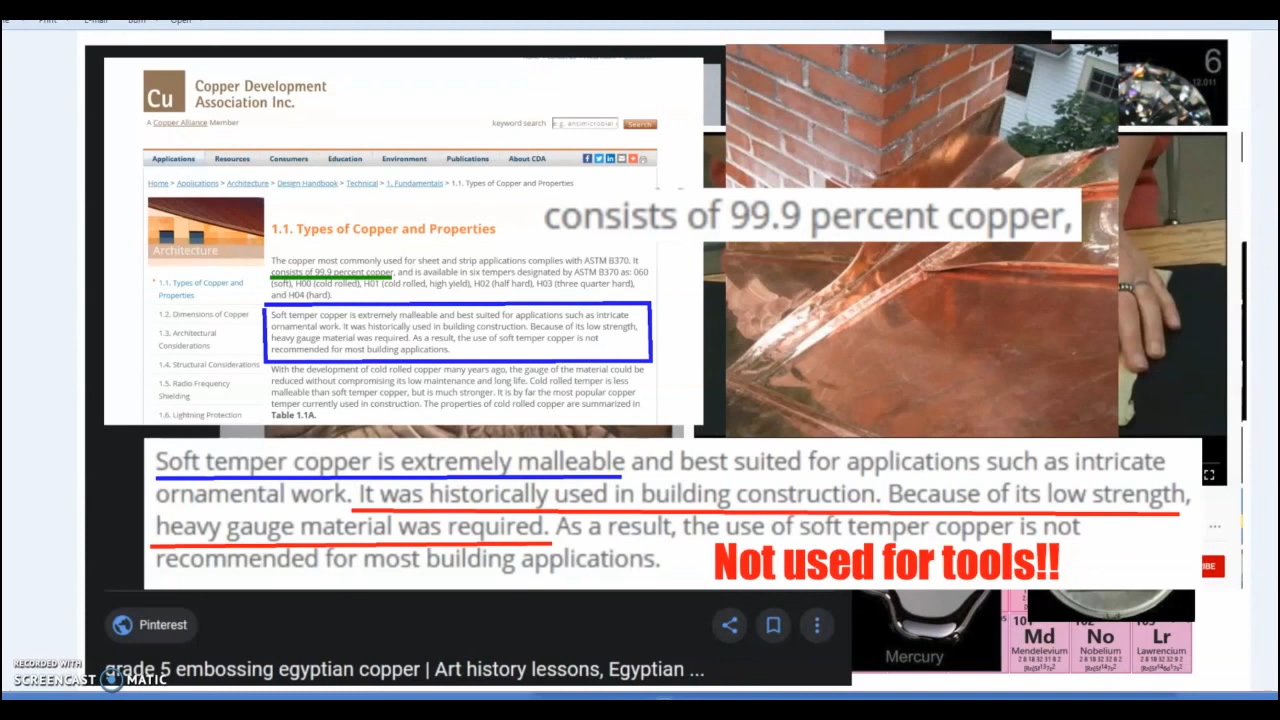 Print E-mail Burn Open
Cu
Copper Development
Association Inc.
A Copper Alliance Member
keyword search e.g. antimicrobial Search
Applications Resources Consumers Education Environment Publications About CDA
Home > Applications > Architecture > Design Handbook > Technical > 1. Fundamentals > 1.1. Types of Copper and Properties
Architecture
1.1. Types of Copper and
Properties
1.2. Dimensions of Copper
1.3. Architectural
Considerations
1.4. Structural Considerations
1.5. Radio Frequency
Shielding
1.6. Lightning Protection
1.1. Types of Copper and Properties
The copper most commonly used for sheet and strip applications complies with ASTM B370. It
consists of 99.9 percent copper, and is available in six tempers designated by ASTM B370 as: 060
(soft), H00 (cold rolled), H01 (cold rolled, high yield), H02 (half hard), H03 (three quarter hard),
and H04 (hard).
Soft temper copper is extremely malleable and best suited for applications such as intricate
ornamental work. It was historically used in building construction. Because of its low strength,
heavy gauge material was required. As a result, the use of soft temper copper is not
recommended for most building applications.
With the development of cold rolled copper many years ago, the gauge of the material could be
reduced without compromising its low maintenance and long life. Cold rolled temper is less
malleable than soft temper copper, but is much stronger. It is by far the most popular copper
temper currently used in construction. The properties of cold rolled copper are summarized in
Table 1.1A.
consists of 99.9 percent copper,
6
12.011
Soft temper copper is extremely malleable and best suited for applications such as intricate
ornamental work. It was historically used in building construction. Because of its low strength,
heavy gauge material was required. As a result, the use of soft temper copper is not
recommended for most building applications.
Not used for tools!!
Pinterest
grade 5 embossing egyptian copper | Art history lessons, Egyptian ...
Mercury
101
Md
Mendelevium
No
Nobelium
Lr
Lawrencium
RECORDED WITH
SCREENCAST MATIC